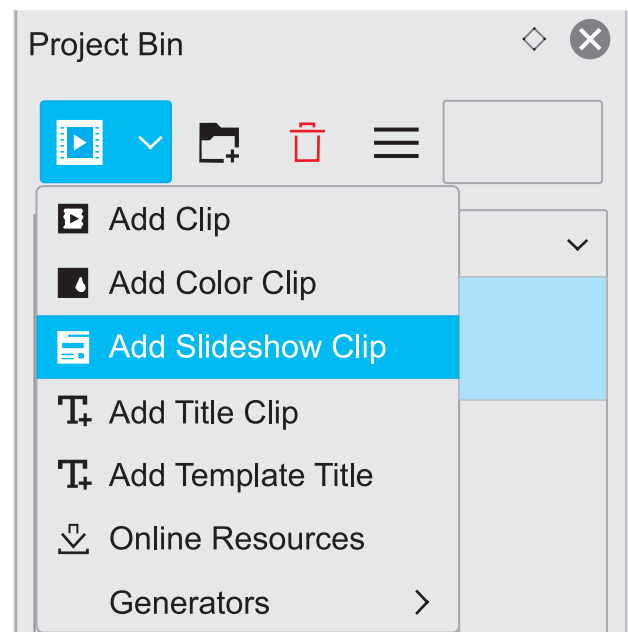 Project Bin
Add Clip
Add Color Clip
Add Slideshow Clip
Add Title Clip
Add Template Title
Online Resources
Generators